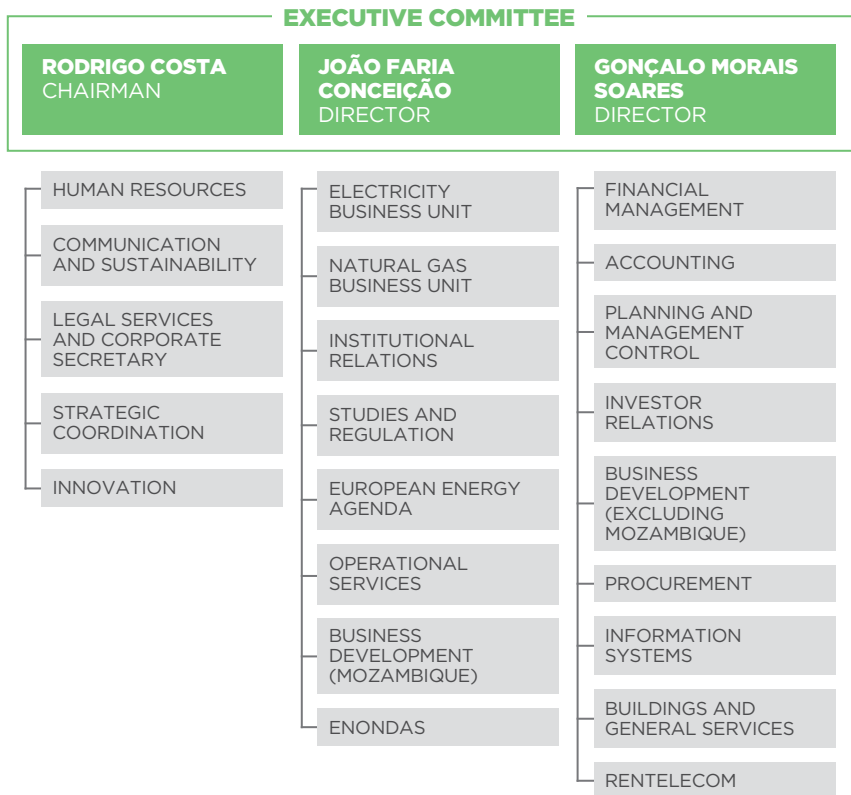 EXECUTIVE COMMITTEE
RODRIGO COSTA
CHAIRMAN
JOÃO FARIA
CONCEIÇÃO
DIRECTOR
GONÇALO MORAIS
SOARES
DIRECTOR
HUMAN RESOURCES
COMMUNICATION
AND SUSTAINABILITY
LEGAL SERVICES
AND CORPORATE
SECRETARY
STRATEGIC
COORDINATION
INNOVATION
ELECTRICITY
BUSINESS UNIT
NATURAL GAS
BUSINESS UNIT
INSTITUTIONAL
RELATIONS
STUDIES AND
REGULATION
EUROPEAN ENERGY
AGENDA
OPERATIONAL
SERVICES
BUSINESS
DEVELOPMENT
(MOZAMBIQUE)
ENONDAS
FINANCIAL
MANAGEMENT
ACCOUNTING
PLANNING AND
MANAGEMENT
CONTROL
INVESTOR
RELATIONS
BUSINESS
DEVELOPMENT
(EXCLUDING
MOZAMBIQUE)
PROCUREMENT
INFORMATION
SYSTEMS
BUILDINGS AND
GENERAL SERVICES
RENTELECOM